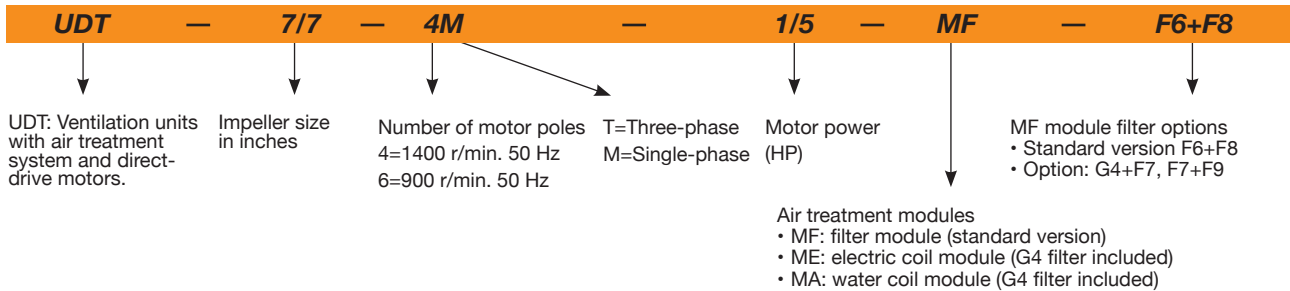 UDT — 7/7 — 4M — 1/5 — MF — F6+F8
UDT: Ventilation units
with air treatment
system and direct-
drive motors.
Impeller size
in inches
Number of motor poles
4=1400 r/min. 50 Hz
6=900 r/min. 50 Hz
T=Three-phase
M=Single-phase
Motor power
(HP)
MF module filter options
• Standard version F6+F8
• Option: G4+F7, F7+F9
Air treatment modules
• MF: filter module (standard version)
• ME: electric coil module (G4 filter included)
• MA: water coil module (G4 filter included)